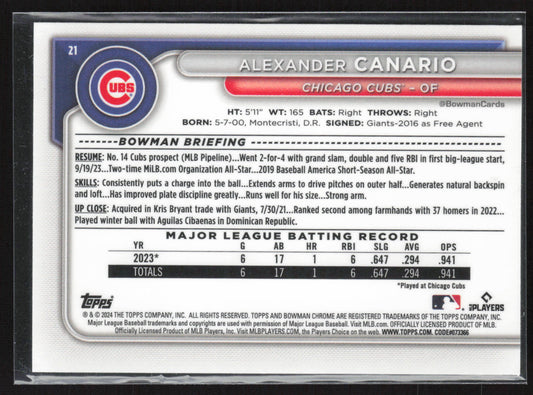 21
CUBS
ALEXANDER CANARIO
CHICAGO CUBS® – OF
@BowmanCards
HT: 5'11" WT: 165 BATS: Right THROWS: Right
BORN: 5-7-00, Montecristi, D.R. SIGNED: Giants-2016 as Free Agent
BOWMAN BRIEFING
RESUME: No. 14 Cubs prospect (MLB Pipeline)...Went 2-for-4 with grand slam, double and five RBI in first big-league start,
9/19/23...Two-time MiLB.com Organization All-Star...2019 Baseball America Short-Season All-Star.
SKILLS: Consistently puts a charge into the ball...Extends arms to drive pitches on outer half...Generates natural backspin
and loft...Has improved plate discipline greatly...Runs well for his size...Strong arm.
UP CLOSE: Acquired in Kris Bryant trade with Giants, 7/30/21...Ranked second among farmhands with 37 homers in 2022...
Played winter ball with Aguilas Cibaenas in Dominican Republic.
MAJOR LEAGUE BATTING RECORD
YR G AB HR RBI SLG AVG OPS
2023* 6 17 1 6 .647 .294 .941
TOTALS 6 17 1 6 .647 .294 .941
*Played at Chicago Cubs
Topps
PLAYERS
® & © 2024 THE TOPPS COMPANY, INC. ALL RIGHTS RESERVED. TOPPS AND BOWMAN CHROME ARE REGISTERED TRADEMARKS OF THE TOPPS COMPANY, INC.
Major League Baseball trademarks and copyrights are used with permission of Major League Baseball. Visit MLB.com. OFFICIALLY LICENSED PRODUCT OF MLB.
Officially Licensed Product of MLB Players, Inc. Visit MLBPLAYERS.com, the Players Choice on the web. WWW.TOPPS.COM. CODE#073366